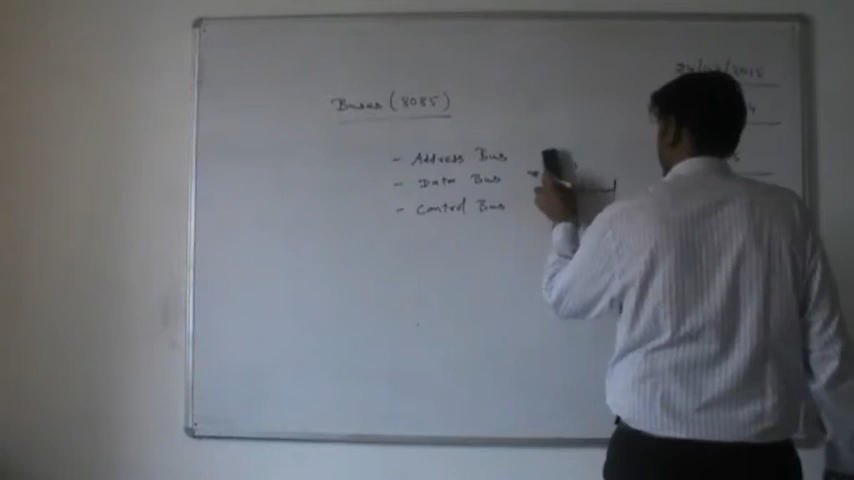 Buses (8085)
- Address Bus
- Data Bus
- Control Bus